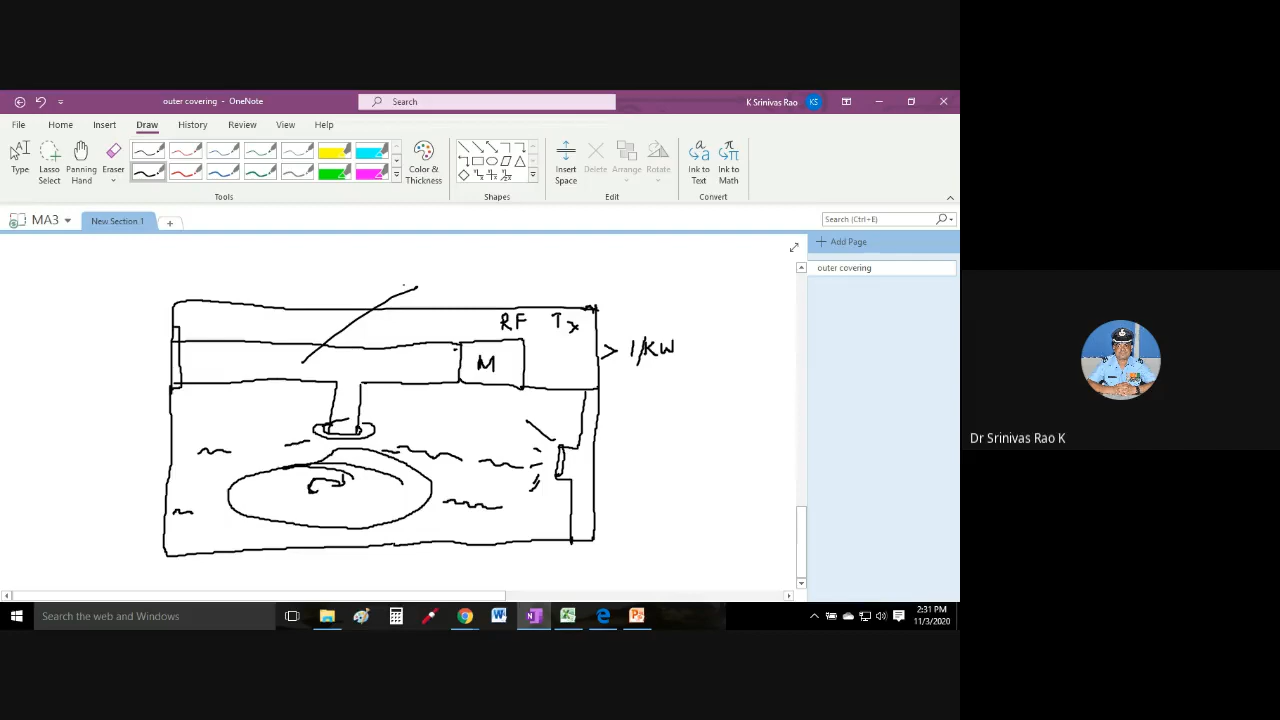 outer covering - OneNote
Search
K Srinivas Rao
KS
File Home Insert Draw History Review View Help
Type
Lasso Select
Panning Hand
Eraser
Color & Thickness
Insert Space
Delete
Arrange
Rotate
Ink to Text
Ink to Math
Tools
Shapes
Edit
Convert
MA3
New Section 1
Search (Ctrl+E)
Add Page
outer covering
RF Tx
> 1/KW
M
Dr Srinivas Rao K
Search the web and Windows
2:31 PM
11/3/2020